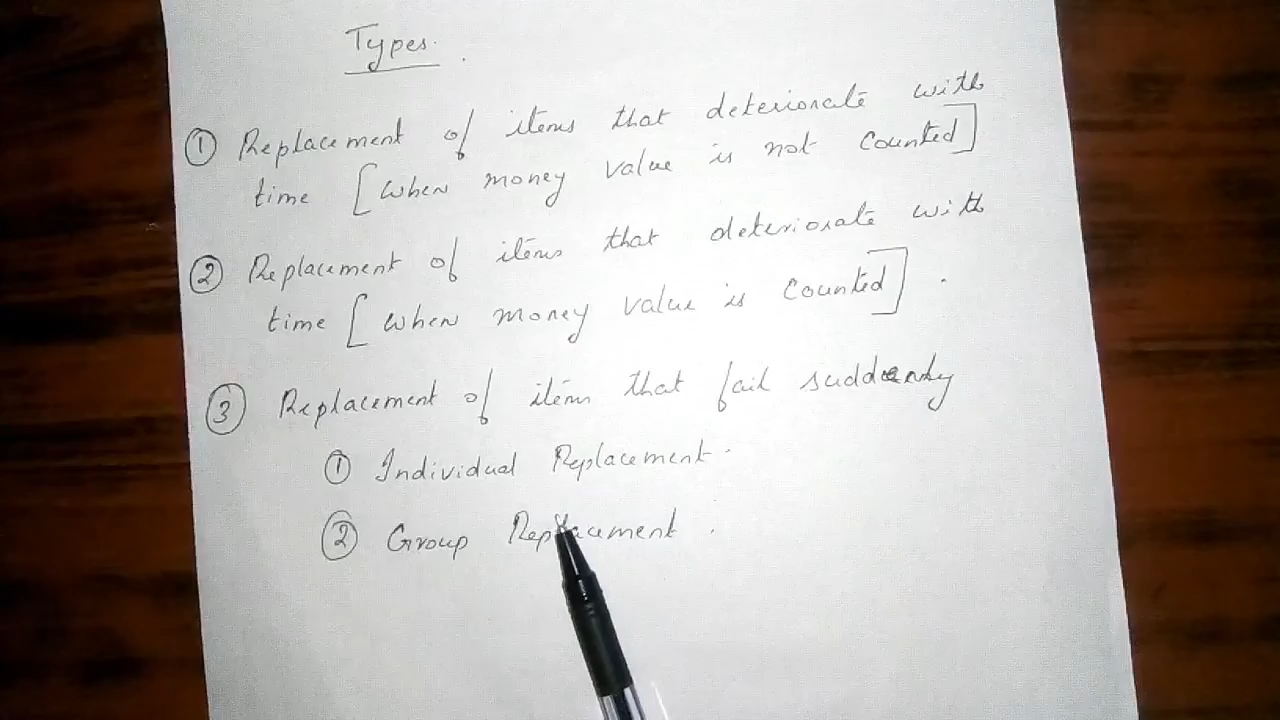 Types.
① Replacement of items that deteriorate with
time [When money value is not counted]
② Replacement of items that deteriorate with
time [When money value is counted].
③ Replacement of items that fail suddenly
① Individual Replacement.
② Group Replacement.